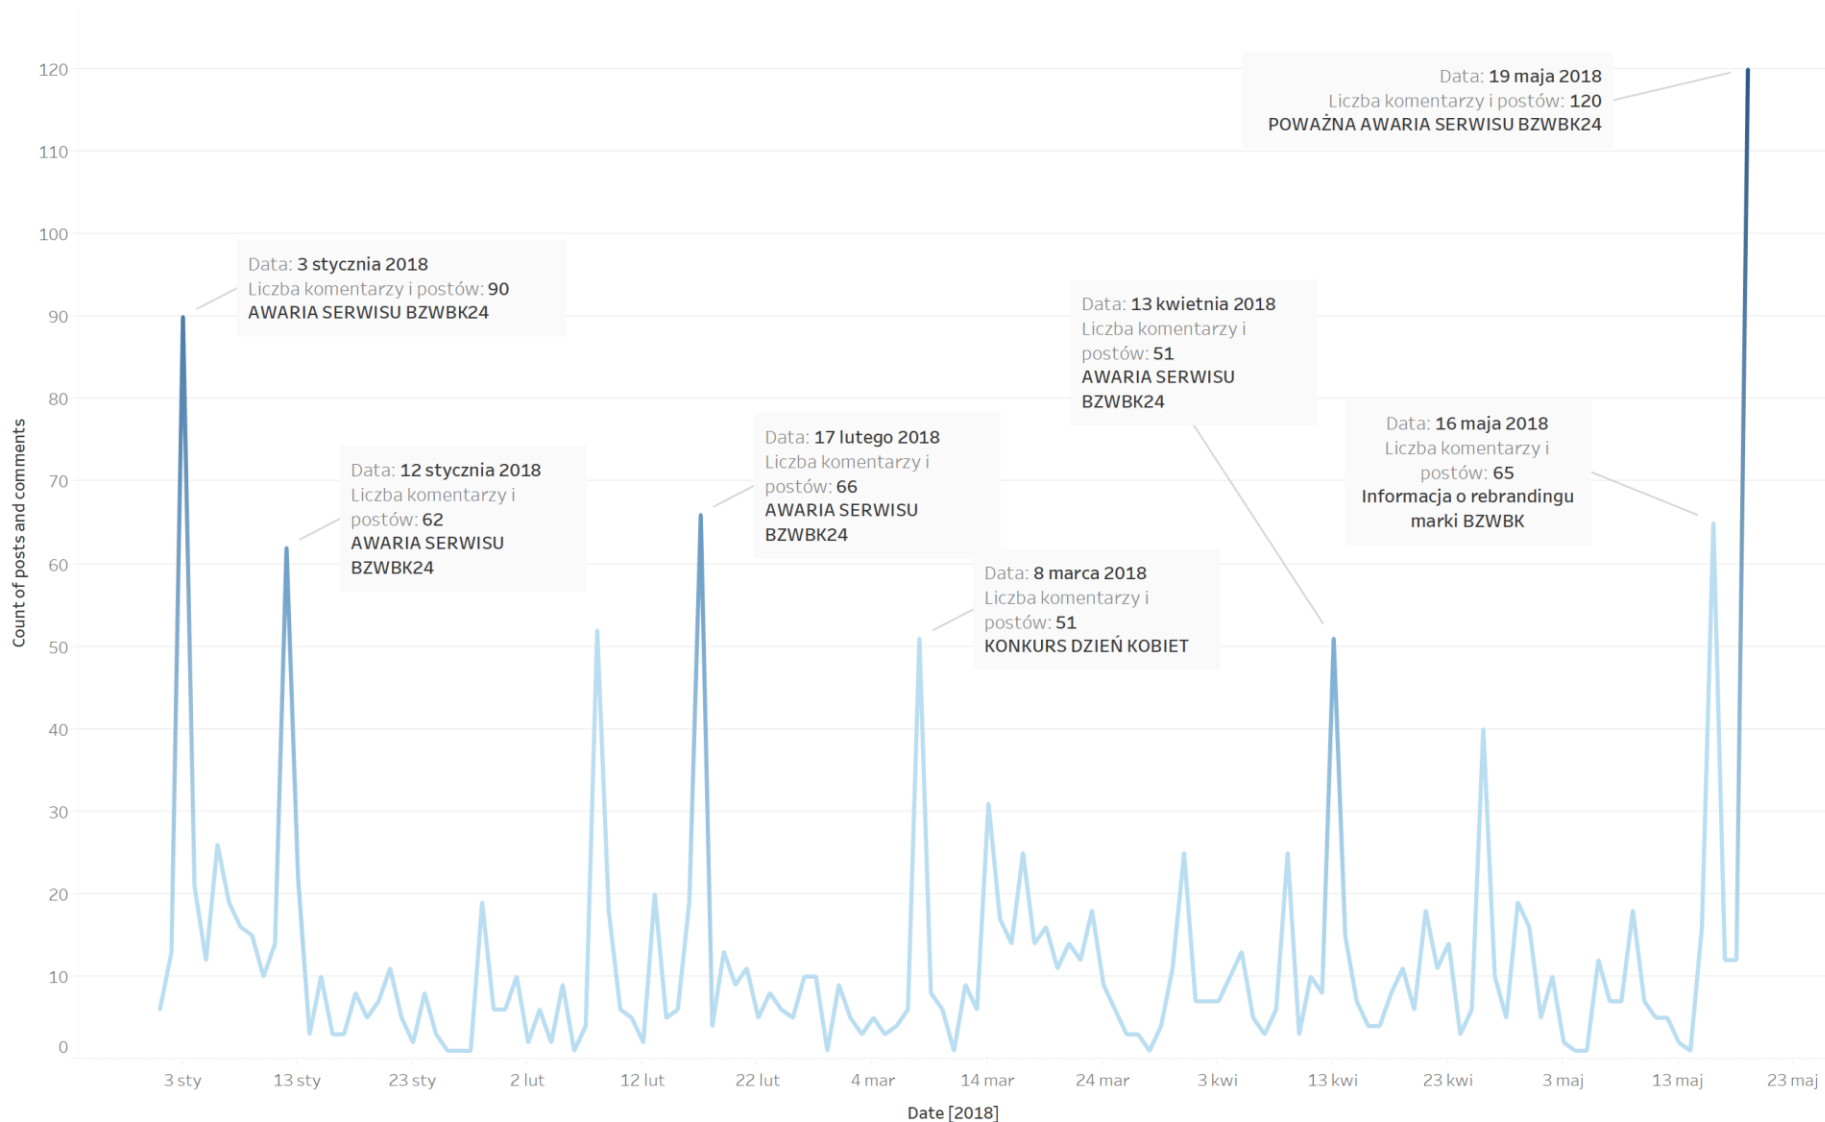 120
110
100
90
80
70
60
50
40
30
20
10
0
Count of posts and comments
Data: 19 maja 2018
Liczba komentarzy i postów: 120
POWAŻNA AWARIA SERWISU BZWBK24
Data: 3 stycznia 2018
Liczba komentarzy i postów: 90
AWARIA SERWISU BZWBK24
Data: 13 kwietnia 2018
Liczba komentarzy i
postów: 51
AWARIA SERWISU
BZWBK24
Data: 12 stycznia 2018
Liczba komentarzy i
postów: 62
AWARIA SERWISU
BZWBK24
Data: 17 lutego 2018
Liczba komentarzy i
postów: 66
AWARIA SERWISU
BZWBK24
Data: 16 maja 2018
Liczba komentarzy i
postów: 65
Informacja o rebrandingu
marki BZWBK
Data: 8 marca 2018
Liczba komentarzy i
postów: 51
KONKURS DZIEŃ KOBIET
3 sty
13 sty
23 sty
2 lut
12 lut
22 lut
4 mar
14 mar
24 mar
3 kwi
13 kwi
23 kwi
3 maj
13 maj
23 maj
Date [2018]